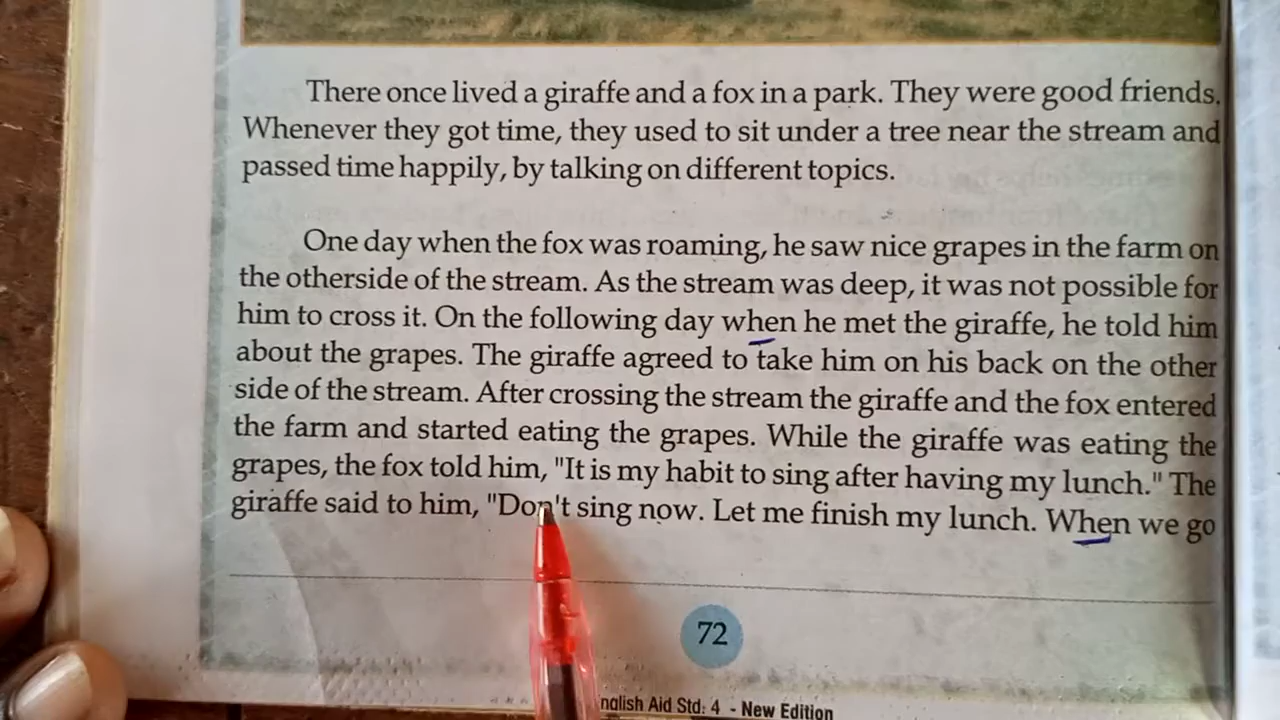 There once lived a giraffe and a fox in a park. They were good friends.
Whenever they got time, they used to sit under a tree near the stream and
passed time happily, by talking on different topics.
One day when the fox was roaming, he saw nice grapes in the farm on
the otherside of the stream. As the stream was deep, it was not possible for
him to cross it. On the following day when he met the giraffe, he told him
about the grapes. The giraffe agreed to take him on his back on the other
side of the stream. After crossing the stream the giraffe and the fox entered
the farm and started eating the grapes. While the giraffe was eating the
grapes, the fox told him, "It is my habit to sing after having my lunch." The
giraffe said to him, "Don't sing now. Let me finish my lunch. When we go
72
Aid Std: 4 - New Edition